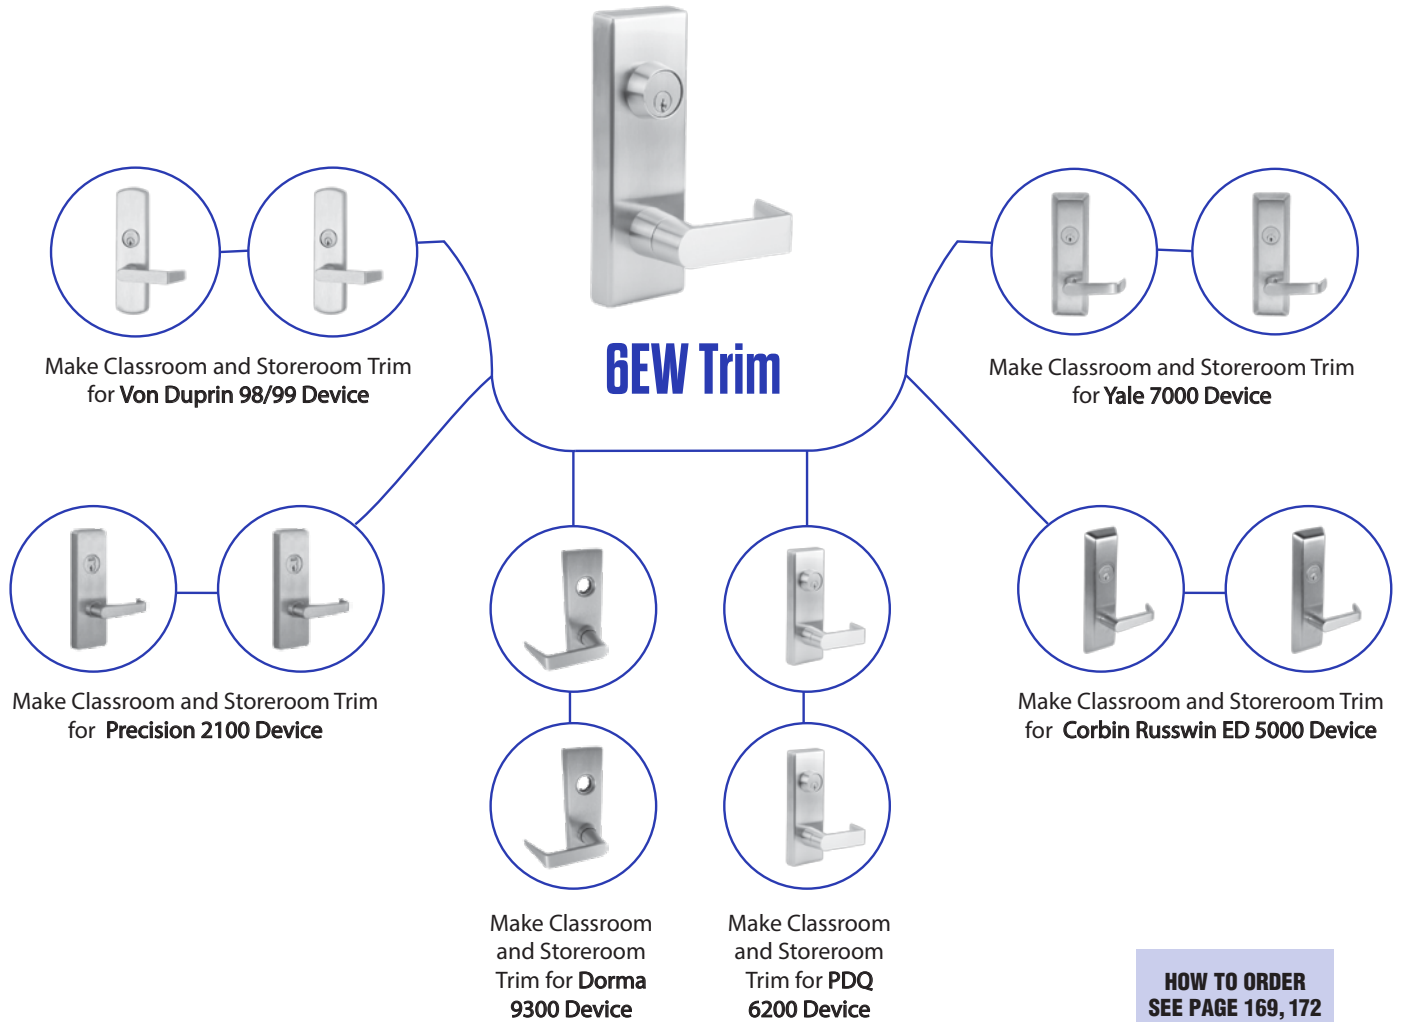 6EW Trim
Make Classroom and Storeroom Trim
for Von Duprin 98/99 Device
Make Classroom and Storeroom Trim
for Yale 7000 Device
Make Classroom and Storeroom Trim
for Precision 2100 Device
Make Classroom and Storeroom Trim
for Corbin Russwin ED 5000 Device
Make Classroom
and Storeroom
Trim for Dorma
9300 Device
Make Classroom
and Storeroom
Trim for PDQ
6200 Device
HOW TO ORDER
SEE PAGE 169, 172